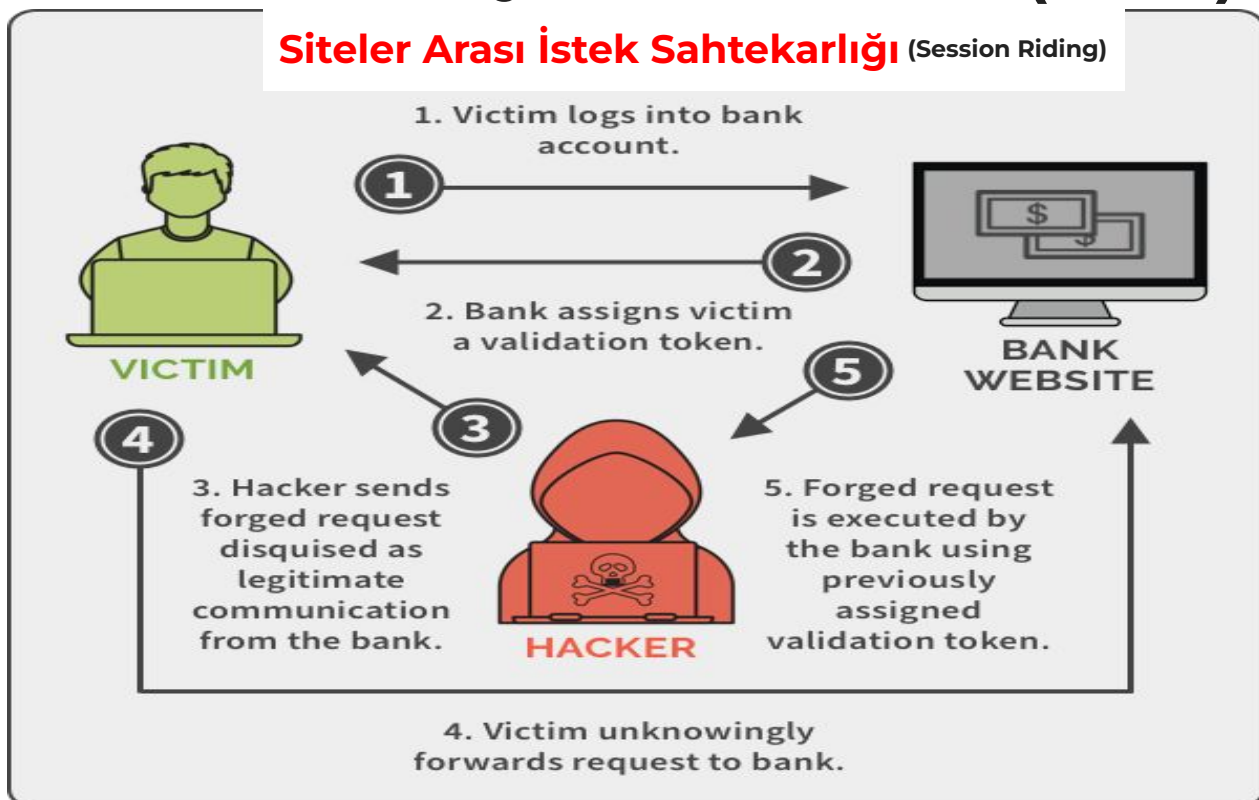 Siteler Arası İstek Sahtekarlığı (Session Riding)
1. Victim logs into bank
account.
1
$
$
2
2. Bank assigns victim
a validation token.
VICTIM
BANK
WEBSITE
5
3
4
3. Hacker sends
forged request
disquised as
legitimate
communication
from the bank.
5. Forged request
is executed by
the bank using
previously
assigned
validation token.
HACKER
4. Victim unknowingly
forwards request to bank.